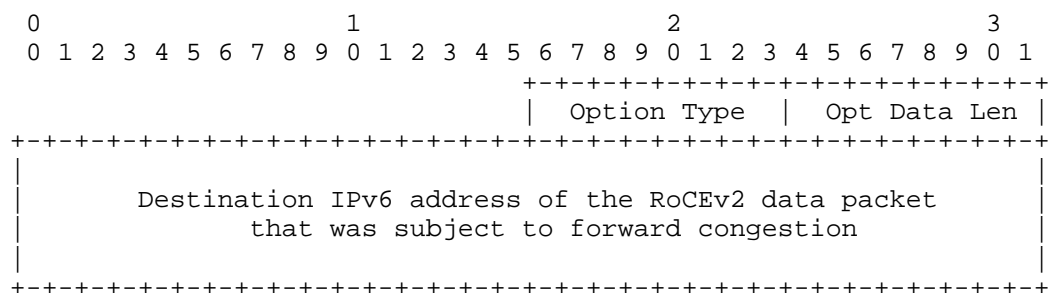 0                   1                   2                   3
 0 1 2 3 4 5 6 7 8 9 0 1 2 3 4 5 6 7 8 9 0 1 2 3 4 5 6 7 8 9 0 1
                                +-+-+-+-+-+-+-+-+-+-+-+-+-+-+-+-+
                                |  Option Type  |  Opt Data Len |
+-+-+-+-+-+-+-+-+-+-+-+-+-+-+-+-+-+-+-+-+-+-+-+-+-+-+-+-+-+-+-+-+
|                                                               |
|       Destination IPv6 address of the RoCEv2 data packet      |
|              that was subject to forward congestion           |
|                                                               |
+-+-+-+-+-+-+-+-+-+-+-+-+-+-+-+-+-+-+-+-+-+-+-+-+-+-+-+-+-+-+-+-+